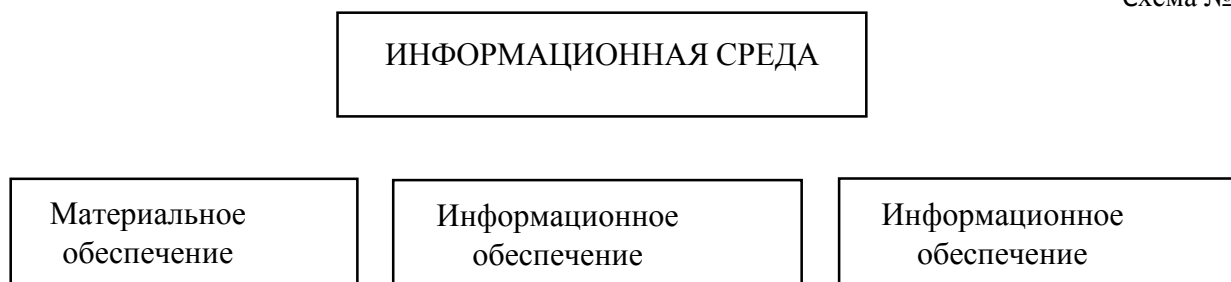 Схема №
ИНФОРМАЦИОННАЯ СРЕДА
Материальное
обеспечение
Информационное
обеспечение
Информационное
обеспечение